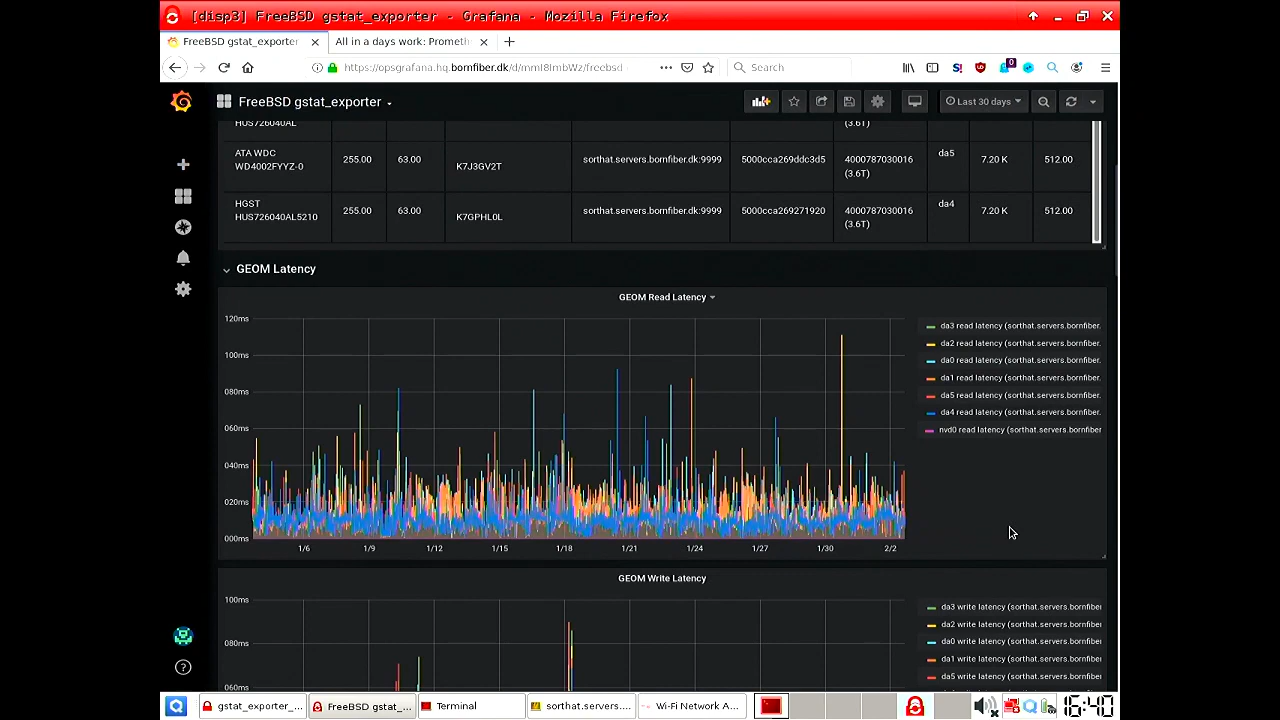 [disp3] FreeBSD gstat_exporter - Grafana - Mozilla Firefox
FreeBSD gstat_exporter
All in a days work: Prometh
https://opsgrafana.hq.bornfiber.dk/d/mmI8ImbWz/freebsd
Search
0
FreeBSD gstat_exporter
Last 30 days
HUS726040AL
(3.6T)
ATA WDC
WD4002FYYZ-0
255.00
63.00
K7J3GV2T
sorthat.servers.bornfiber.dk:9999
5000cca269ddc3d5
4000787030016
(3.6T)
da5
7.20 K
512.00
HGST
HUS726040AL5210
255.00
63.00
K7GPHL0L
sorthat.servers.bornfiber.dk:9999
5000cca269271920
4000787030016
(3.6T)
da4
7.20 K
512.00
GEOM Latency
GEOM Read Latency
120ms
100ms
080ms
060ms
040ms
020ms
000ms
1/6
1/9
1/12
1/15
1/18
1/21
1/24
1/27
1/30
2/2
da3 read latency (sorthat.servers.bornfiber.
da2 read latency (sorthat.servers.bornfiber.
da0 read latency (sorthat.servers.bornfiber.
da1 read latency (sorthat.servers.bornfiber.
da5 read latency (sorthat.servers.bornfiber.
da4 read latency (sorthat.servers.bornfiber.
nvd0 read latency (sorthat.servers.bornfiber
GEOM Write Latency
100ms
080ms
060ms
da3 write latency (sorthat.servers.bornfiber
da2 write latency (sorthat.servers.bornfiber
da0 write latency (sorthat.servers.bornfiber
da1 write latency (sorthat.servers.bornfiber
da5 write latency (sorthat.servers.bornfiber
gstat_exporter_...
FreeBSD gstat_...
Terminal
sorthat.servers....
Wi-Fi Network A...
16:40